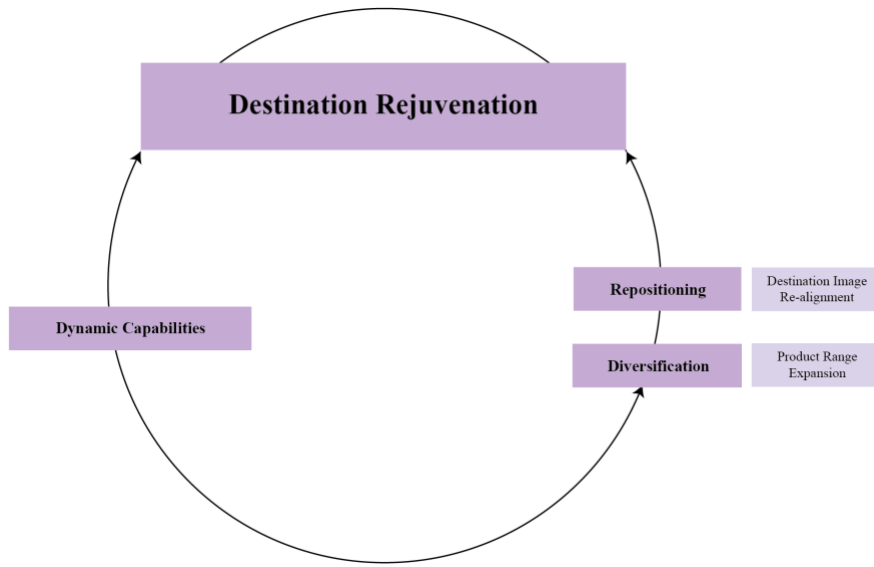 Destination Rejuvenation
Repositioning
Destination Image
Re-alignment
Dynamic Capabilities
Diversification
Product Range
Expansion